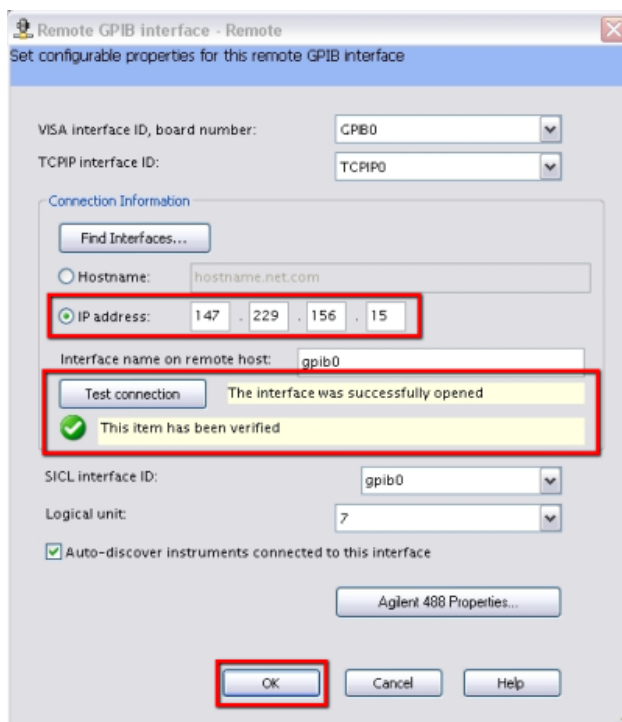 Remote GPIB interface - Remote
Set configurable properties for this remote GPIB interface
VISA interface ID, board number: GPIB0
TCPIP interface ID: TCPIP0
Connection Information
Find Interfaces...
Hostname: hostname.net.com
IP address: 147 . 229 . 156 . 15
Interface name on remote host: gpib0
Test connection The interface was successfully opened
This item has been verified
SICL interface ID: gpib0
Logical unit: 7
Auto-discover instruments connected to this interface
Agilent 488 Properties...
OK Cancel Help